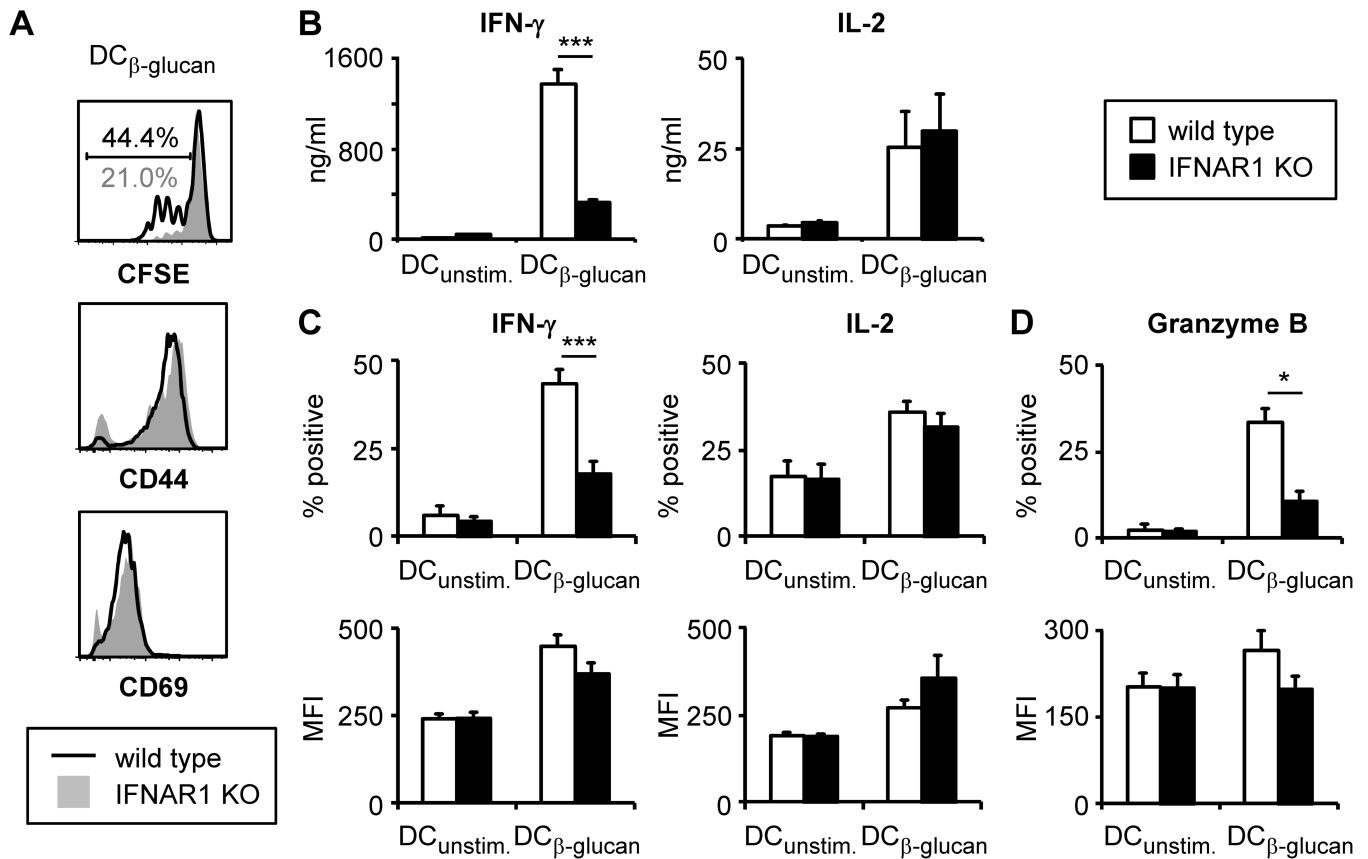 A
DCβ-glucan
44.4%
21.0%
CFSE
CD44
CD69
wild type
IFNAR1 KO
B
IFN-γ
***
1600
800
0
ng/ml
DCunstim. DCβ-glucan
IL-2
50
25
0
ng/ml
DCunstim. DCβ-glucan
wild type
IFNAR1 KO
C
IFN-γ
***
50
25
0
% positive
DCunstim. DCβ-glucan
IL-2
50
25
0
% positive
DCunstim. DCβ-glucan
500
250
0
MFI
DCunstim. DCβ-glucan
500
250
0
MFI
DCunstim. DCβ-glucan
D
Granzyme B
*
50
25
0
% positive
DCunstim. DCβ-glucan
300
150
0
MFI
DCunstim. DCβ-glucan